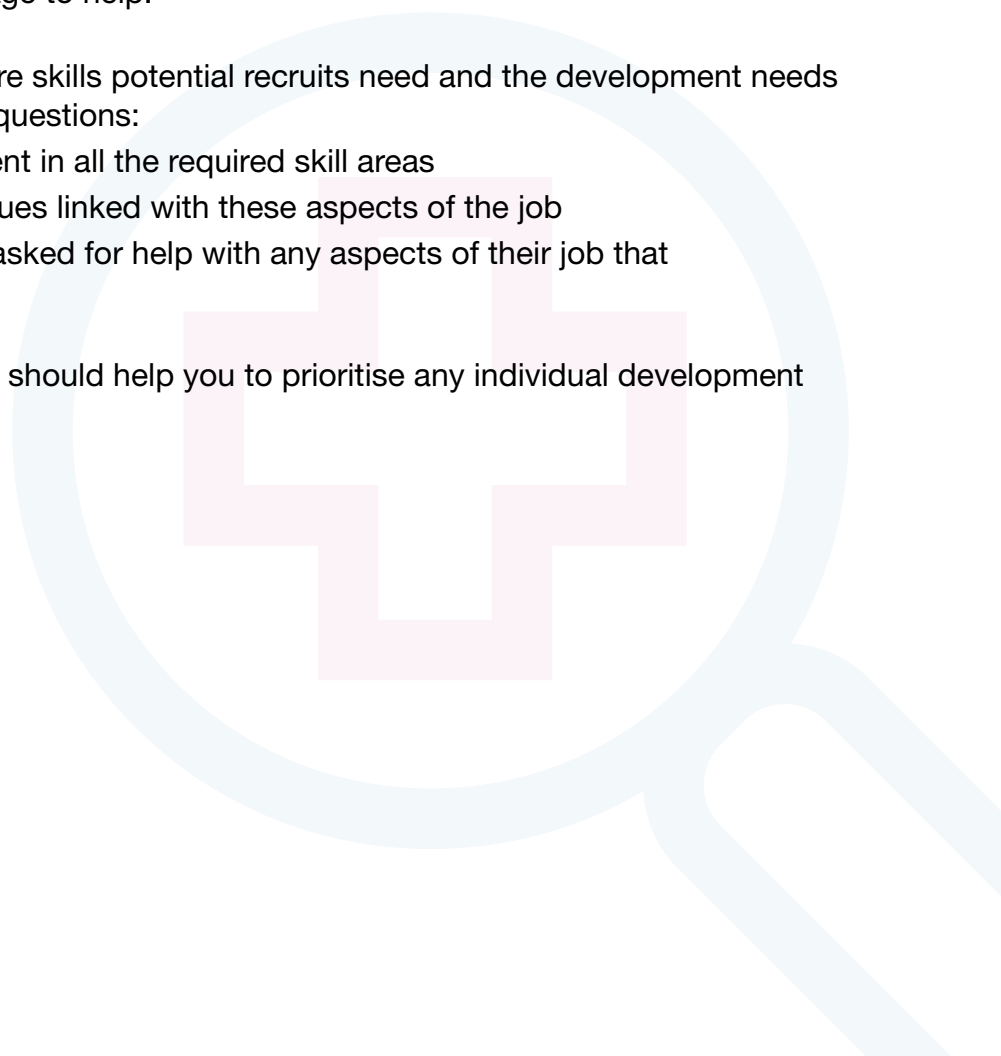 to help.
re skills potential recruits need and the development needs
questions:
ent in all the required skill areas
ues linked with these aspects of the job
asked for help with any aspects of their job that
should help you to prioritise any individual development